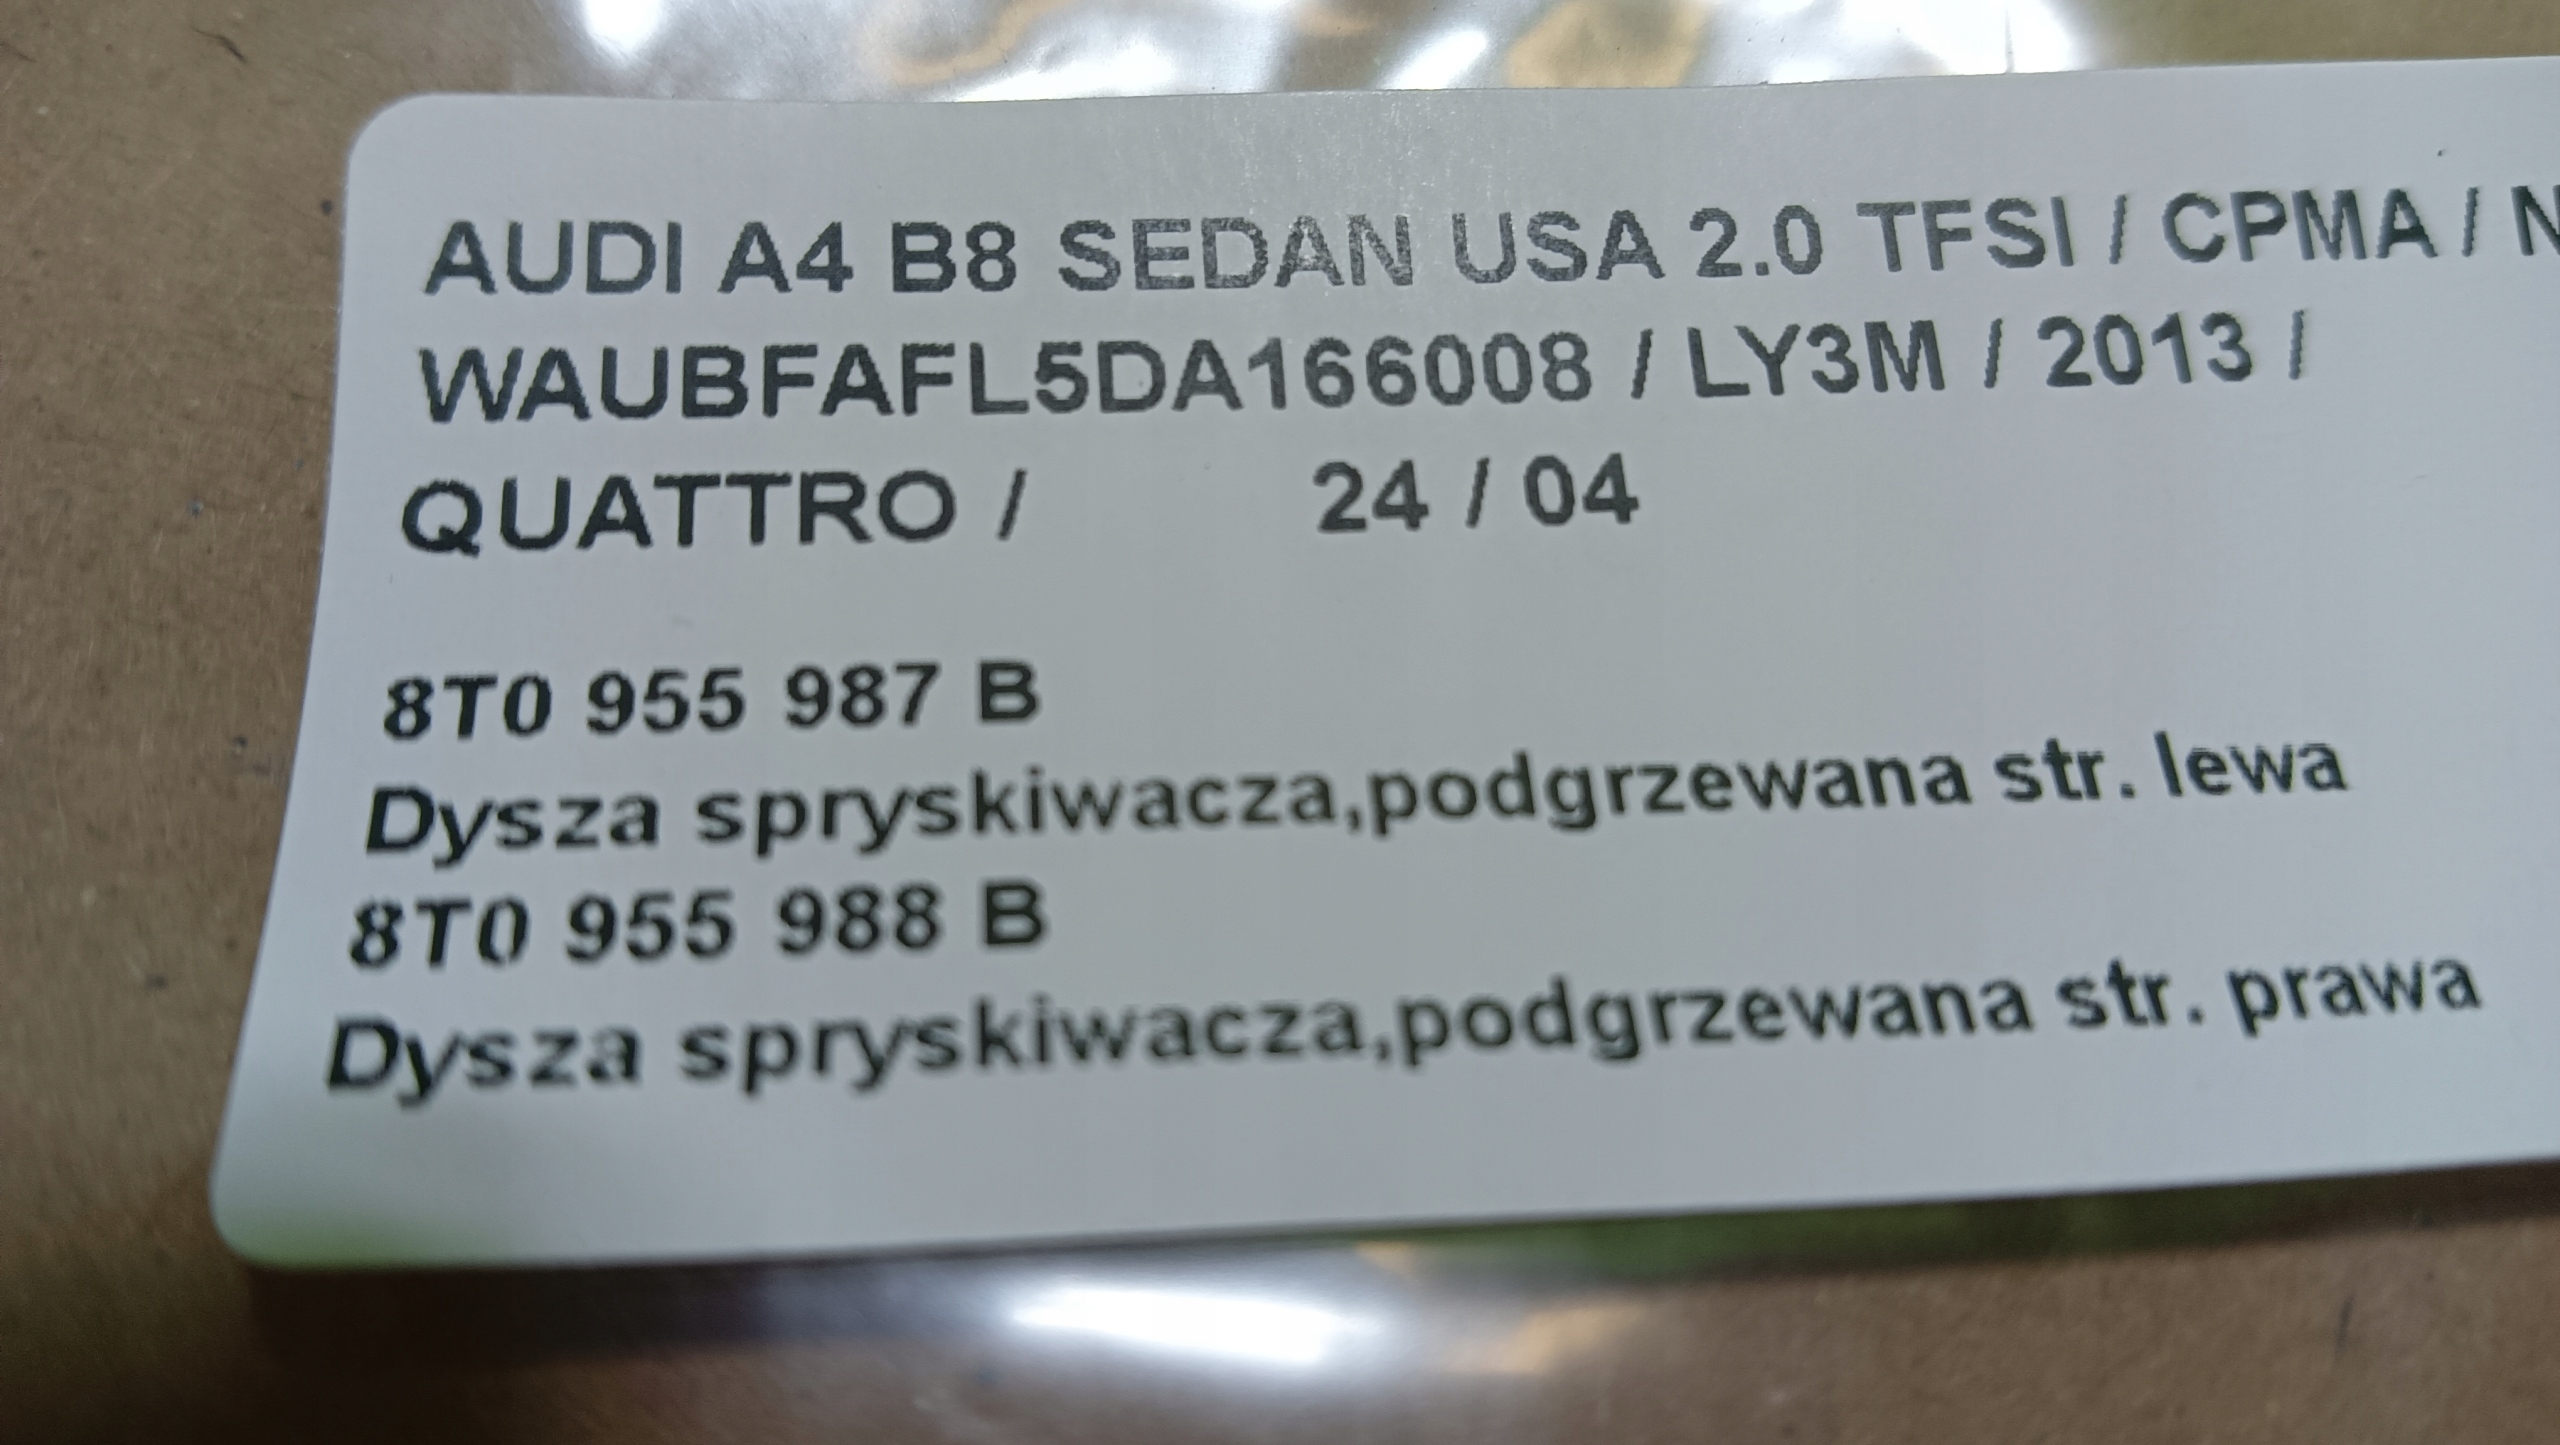 AUDI A4 B8 SEDAN USA 2.0 TFSI / CPMA /
WAUBFAFL5DA166008 / LY3M / 2013 /
QUATTRO / 24 / 04
8T0 955 987 B
Dysza spryskiwacza,podgrzewana str. lewa
8T0 955 988 B
Dysza spryskiwacza,podgrzewana str. prawa